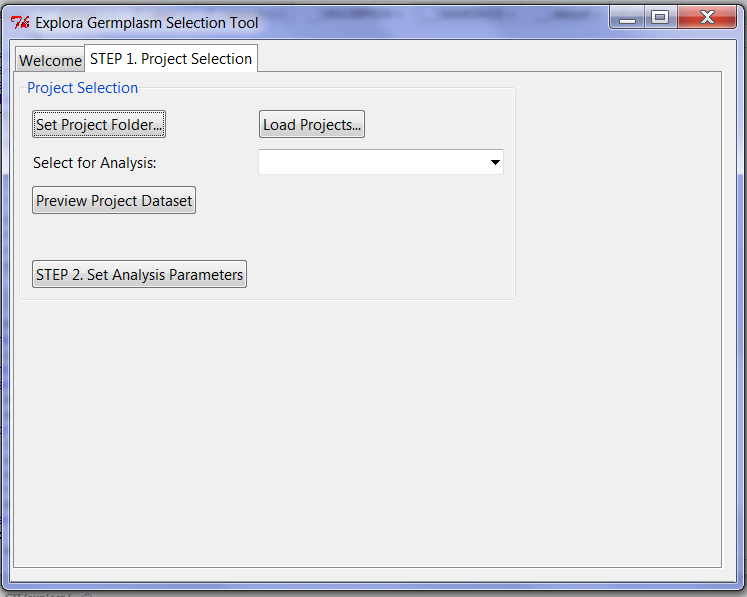 Explora Germplasm Selection Tool
Welcome STEP 1. Project Selection
Project Selection
Set Project Folder... Load Projects...
Select for Analysis:
Preview Project Dataset
STEP 2. Set Analysis Parameters